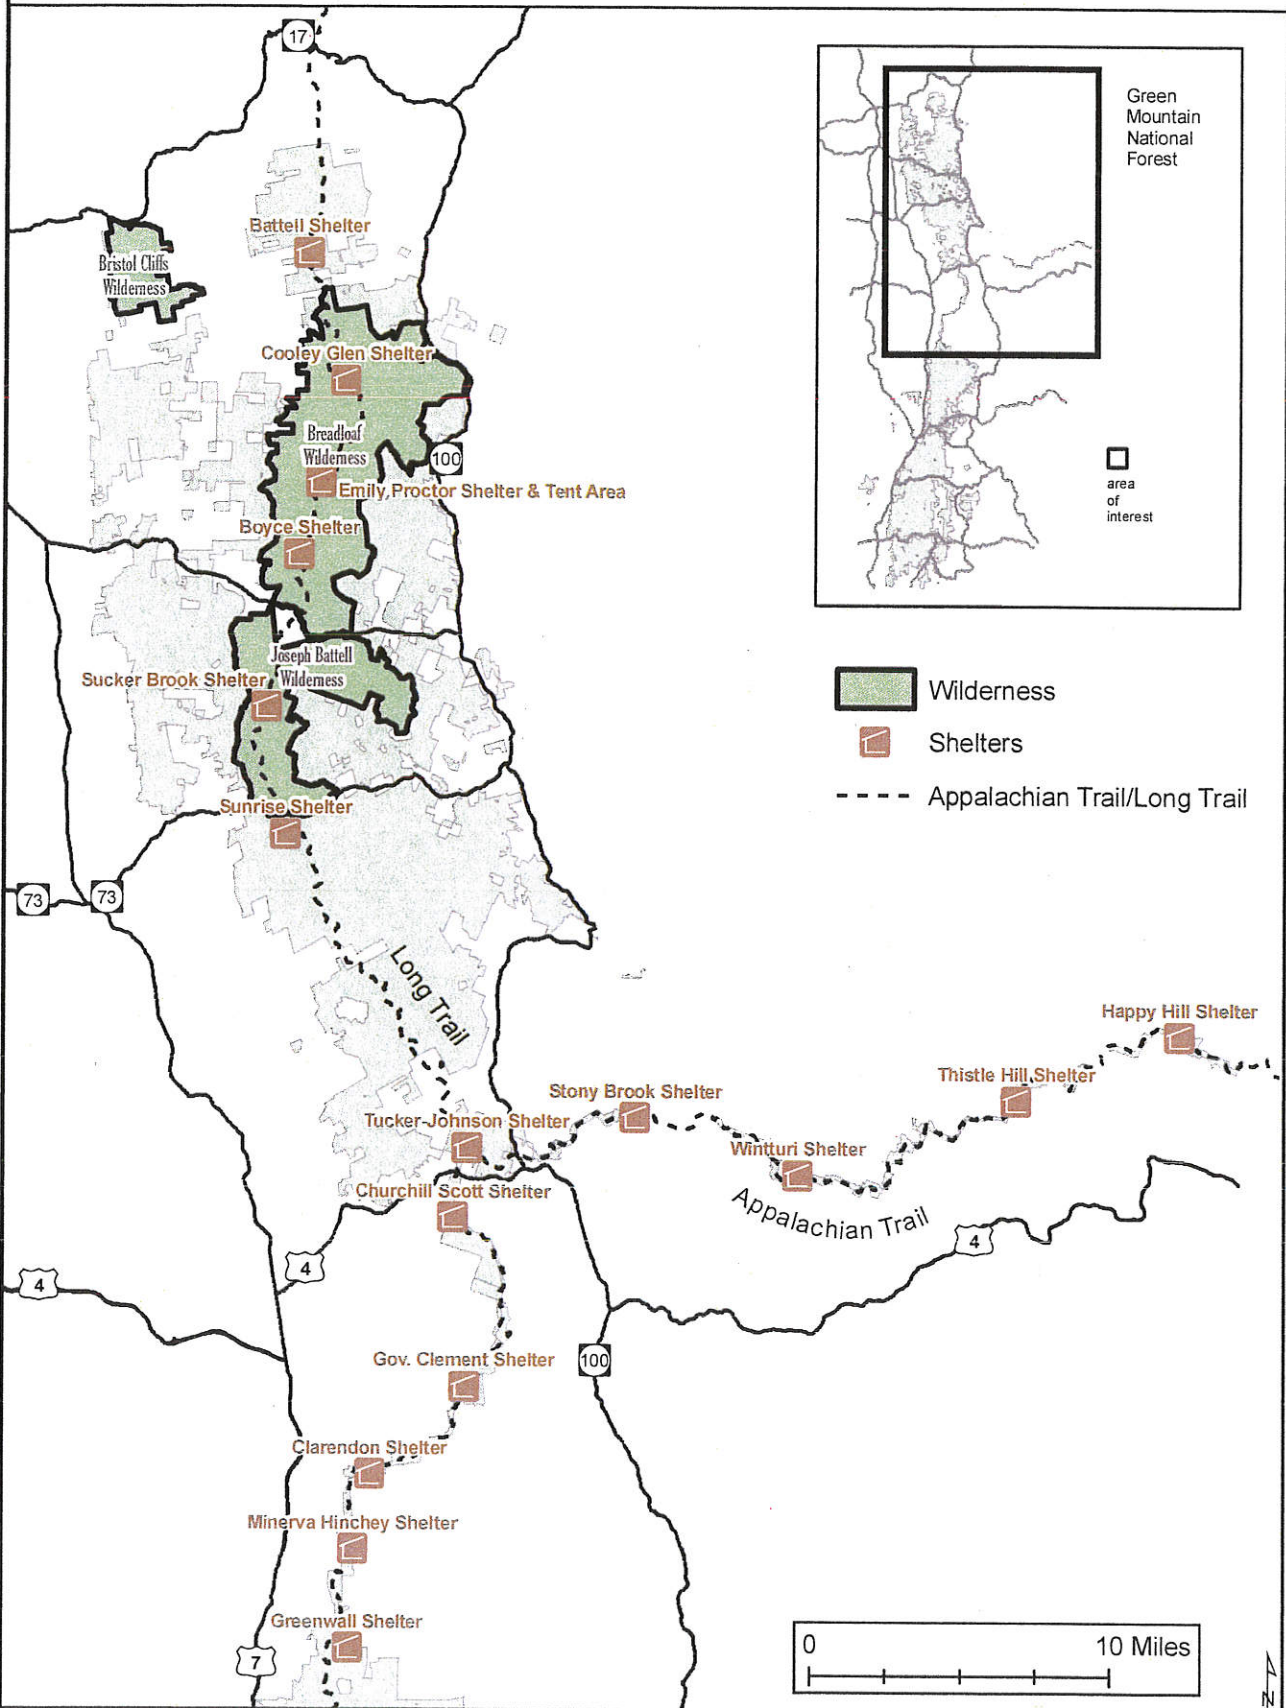 17
Green
Mountain
National
Forest
Battell Shelter
Bristol Cliffs
Wilderness
Cooley Glen Shelter
Breadloaf
Wilderness
100
Emily Proctor Shelter & Tent Area
area
of
interest
Boyce Shelter
Joseph Battell
Wilderness
Sucker Brook Shelter
Wilderness
Shelters
Appalachian Trail/Long Trail
Sunrise Shelter
73
73
Long Trail
Happy Hill Shelter
Thistle Hill Shelter
Stony Brook Shelter
Tucker-Johnson Shelter
Wintturi Shelter
Churchill Scott Shelter
Appalachian Trail
4
4
4
Gov. Clement Shelter
100
Clarendon Shelter
Minerva Hinchey Shelter
Greenwall Shelter
7
0 10 Miles
N